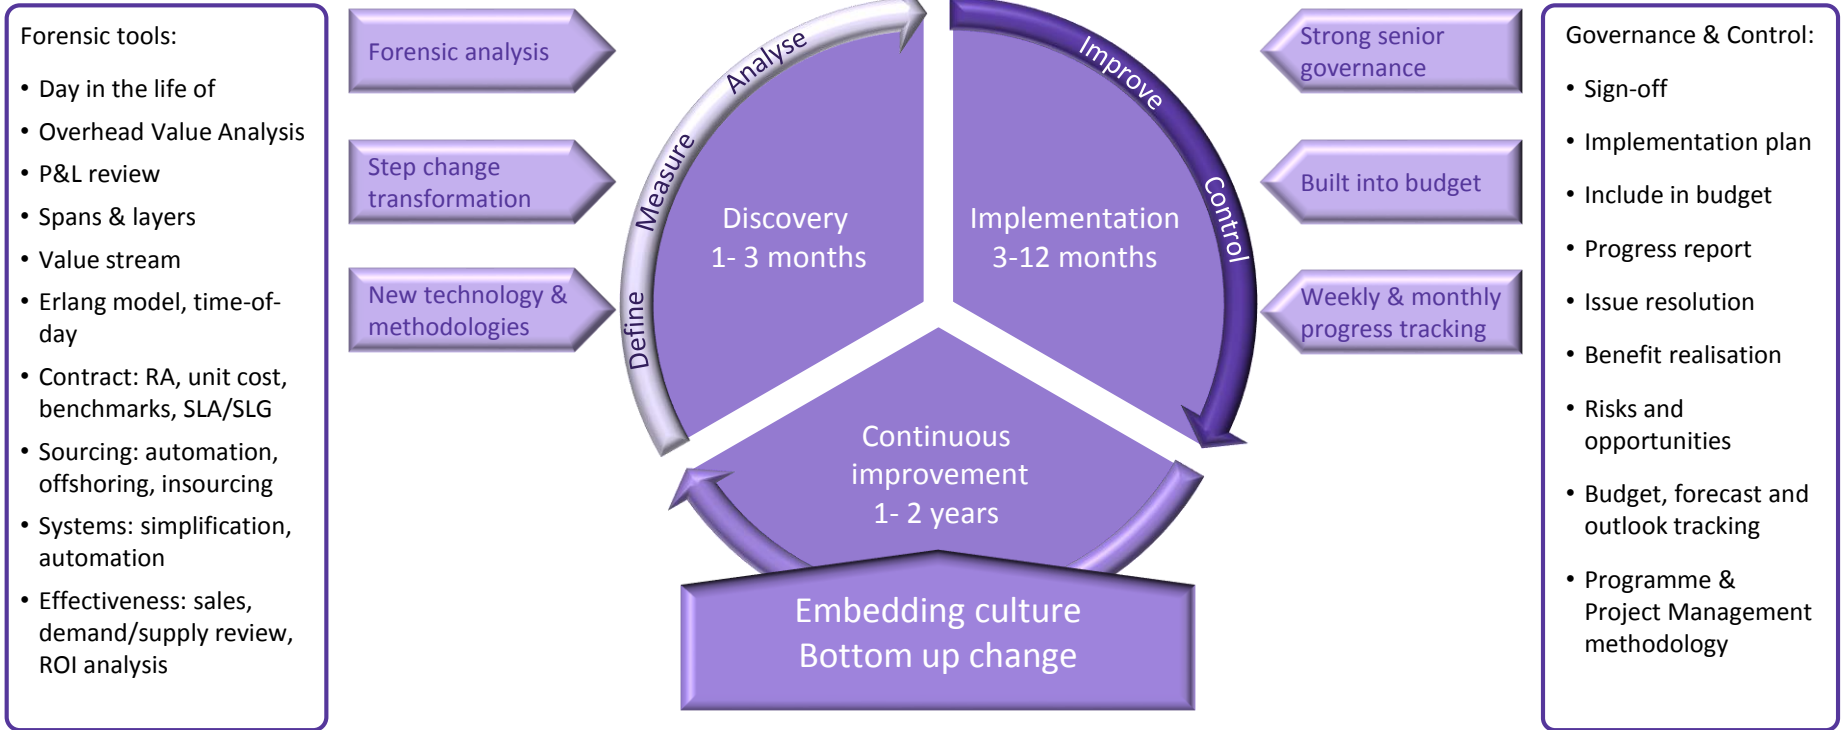 Forensic tools:
• Day in the life of
• Overhead Value Analysis
• P&L review
• Spans & layers
• Value stream
• Erlang model, time-of-
day
• Contract: RA, unit cost,
benchmarks, SLA/SLG
• Sourcing: automation,
offshoring, insourcing
• Systems: simplification,
automation
• Effectiveness: sales,
demand/supply review,
ROI analysis
Forensic analysis
Step change
transformation
New technology &
methodologies
Define
Measure
Analyse
Discovery
1- 3 months
Improve
Control
Implementation
3-12 months
Continuous
improvement
1- 2 years
Embedding culture
Bottom up change
Strong senior
governance
Built into budget
Weekly & monthly
progress tracking
Governance & Control:
• Sign-off
• Implementation plan
• Include in budget
• Progress report
• Issue resolution
• Benefit realisation
• Risks and
opportunities
• Budget, forecast and
outlook tracking
• Programme &
Project Management
methodology